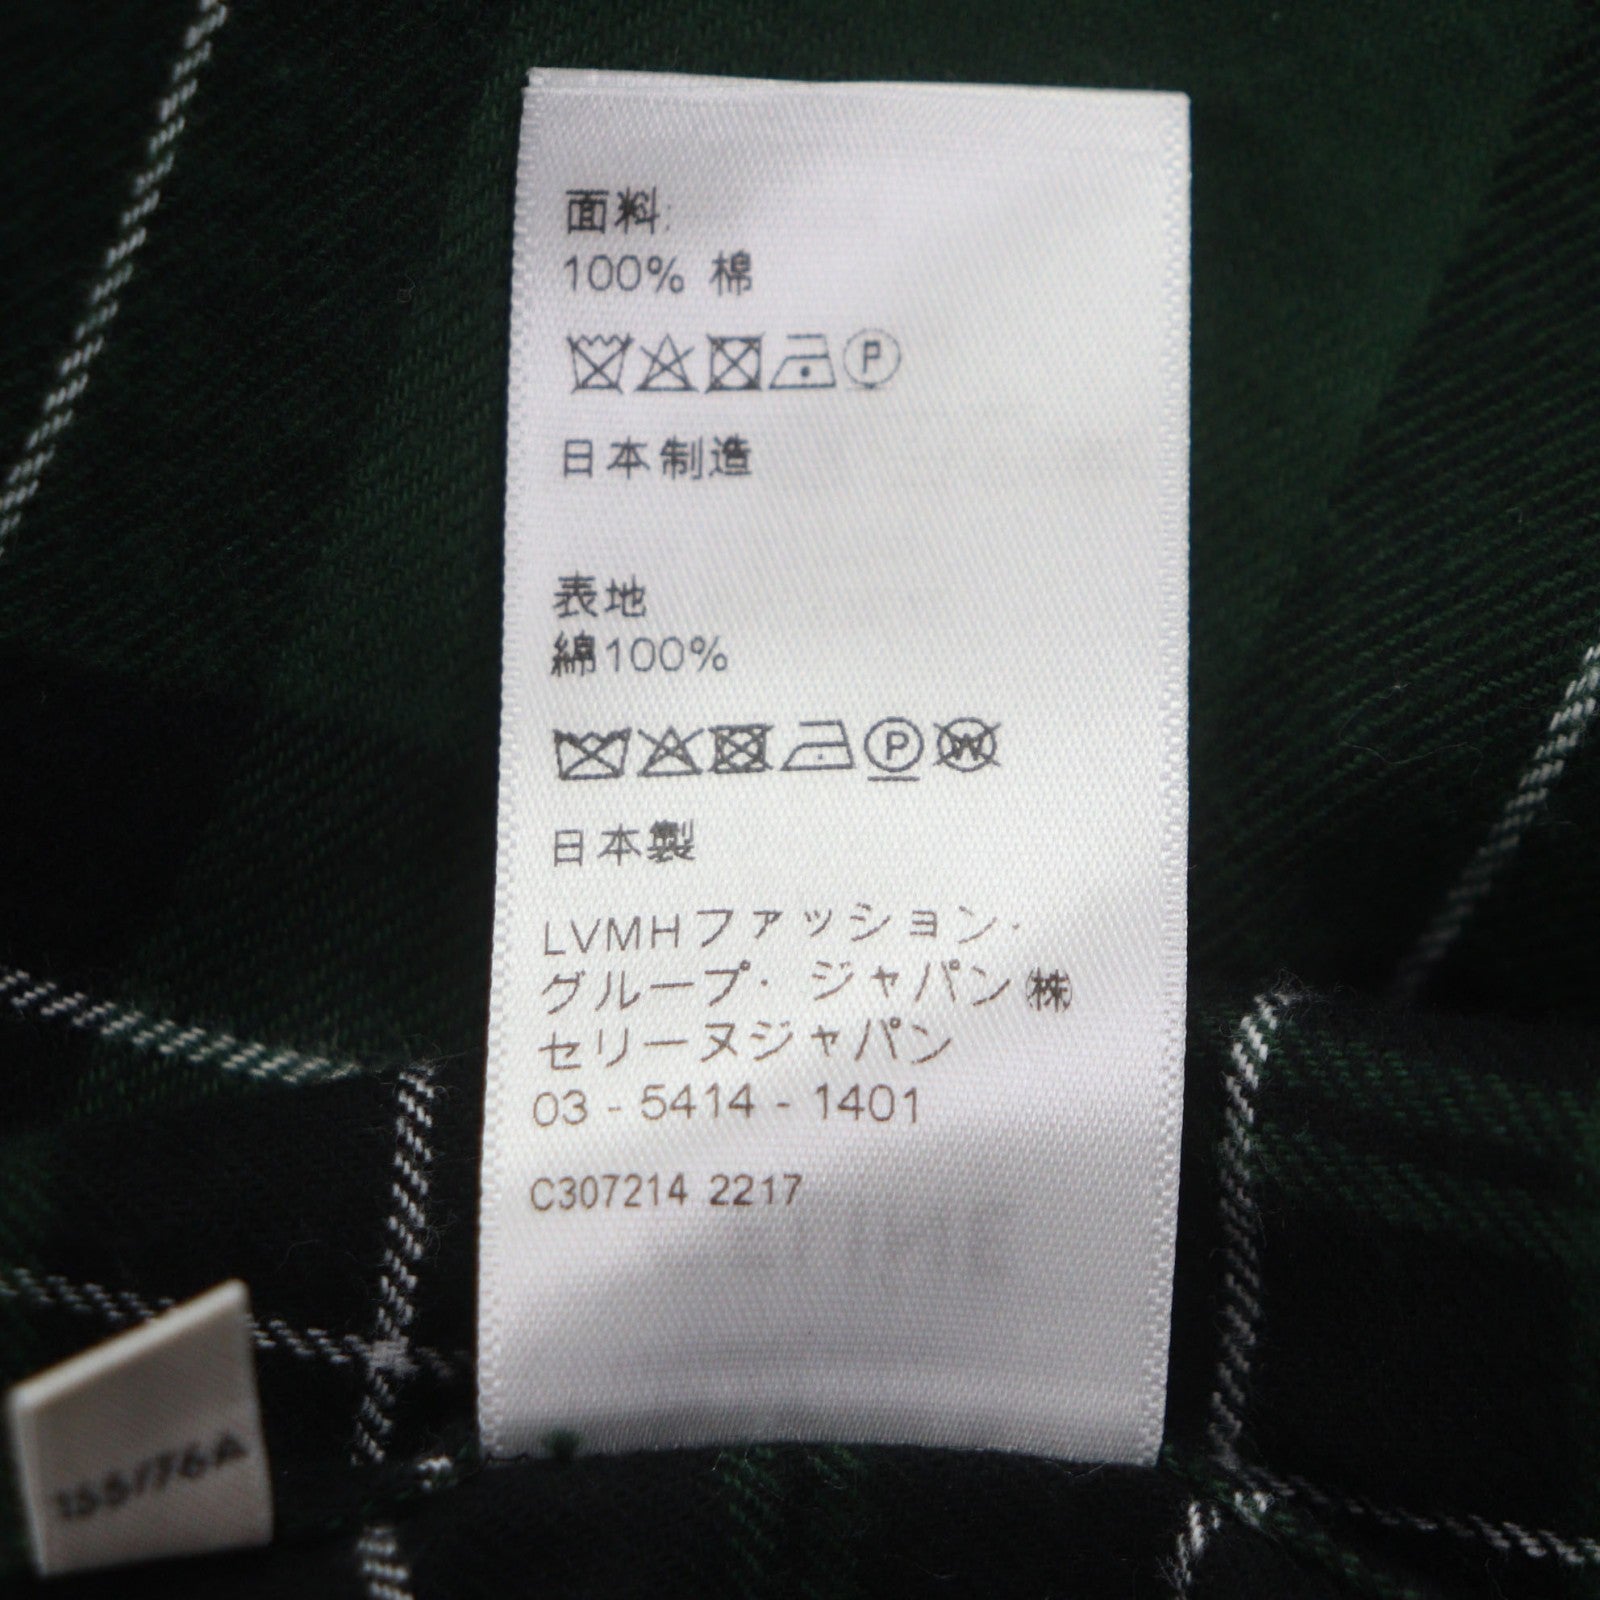 面料:
100% 棉
P
日本制造
表地
綿100%
P W
日本製
LVMHファッション・
グループ・ジャパン㈱
セリーヌジャパン
03-5414-1401
C307214 2217
155/76A